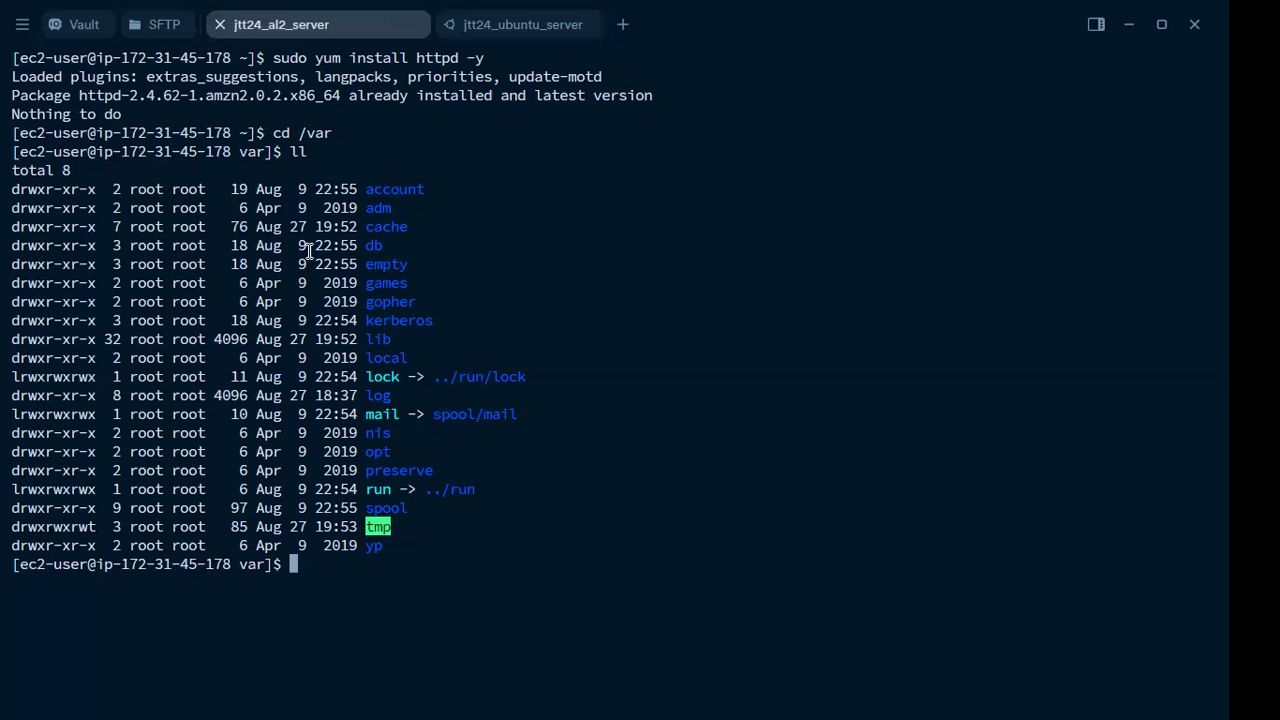 Vault SFTP jtt24_al2_server jtt24_ubuntu_server
[ec2-user@ip-172-31-45-178 ~]$ sudo yum install httpd -y
Loaded plugins: extras_suggestions, langpacks, priorities, update-motd
Package httpd-2.4.62-1.amzn2.0.2.x86_64 already installed and latest version
Nothing to do
[ec2-user@ip-172-31-45-178 ~]$ cd /var
[ec2-user@ip-172-31-45-178 var]$ ll
total 8
drwxr-xr-x  2 root root   19 Aug  9 22:55 account
drwxr-xr-x  2 root root    6 Apr  9  2019 adm
drwxr-xr-x  7 root root   76 Aug 27 19:52 cache
drwxr-xr-x  3 root root   18 Aug  9 22:55 db
drwxr-xr-x  3 root root   18 Aug  9 22:55 empty
drwxr-xr-x  2 root root    6 Apr  9  2019 games
drwxr-xr-x  2 root root    6 Apr  9  2019 gopher
drwxr-xr-x  3 root root   18 Aug  9 22:54 kerberos
drwxr-xr-x 32 root root 4096 Aug 27 19:52 lib
drwxr-xr-x  2 root root    6 Apr  9  2019 local
lrwxrwxrwx  1 root root   11 Aug  9 22:54 lock -> ../run/lock
drwxr-xr-x  8 root root 4096 Aug 27 18:37 log
lrwxrwxrwx  1 root root   10 Aug  9 22:54 mail -> spool/mail
drwxr-xr-x  2 root root    6 Apr  9  2019 nis
drwxr-xr-x  2 root root    6 Apr  9  2019 opt
drwxr-xr-x  2 root root    6 Apr  9  2019 preserve
lrwxrwxrwx  1 root root    6 Aug  9 22:54 run -> ../run
drwxr-xr-x  9 root root   97 Aug  9 22:55 spool
drwxrwxrwt  3 root root   85 Aug 27 19:53 tmp
drwxr-xr-x  2 root root    6 Apr  9  2019 yp
[ec2-user@ip-172-31-45-178 var]$